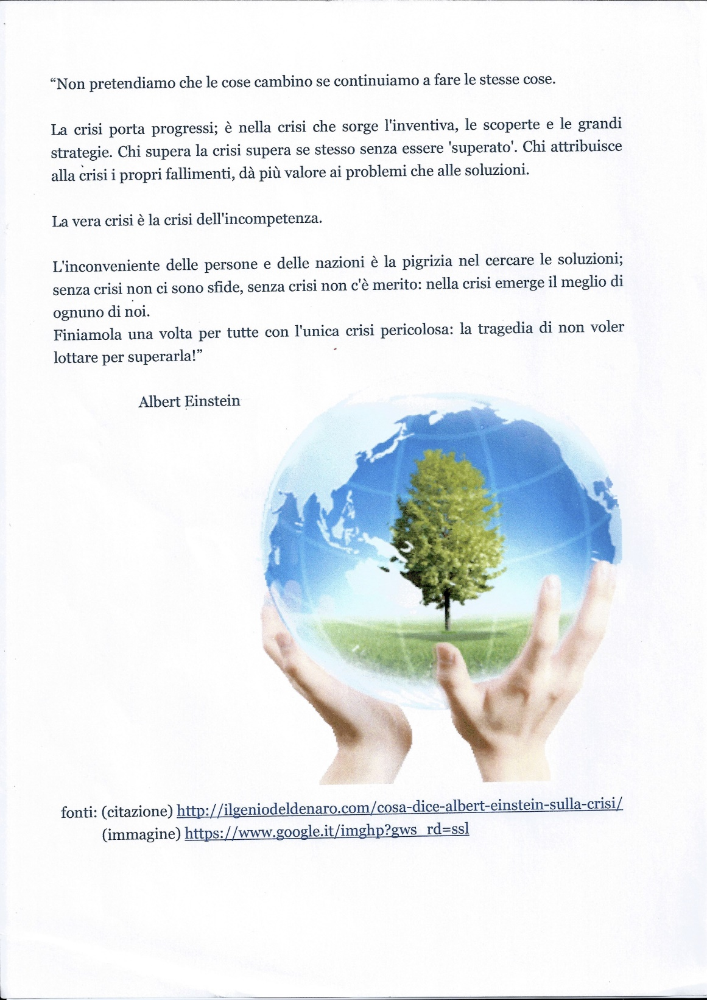 “Non pretendiamo che le cose cambino se continuiamo a fare le stesse cose.
La crisi porta progressi; è nella crisi che sorge l'inventiva, le scoperte e le grandi
strategie. Chi supera la crisi supera se stesso senza essere 'superato'. Chi attribuisce
alla crisi i propri fallimenti, dà più valore ai problemi che alle soluzioni.
La vera crisi è la crisi dell'incompetenza.
L'inconveniente delle persone e delle nazioni è la pigrizia nel cercare le soluzioni;
senza crisi non ci sono sfide, senza crisi non c'è merito: nella crisi emerge il meglio di
ognuno di noi.
Finiamola una volta per tutte con l'unica crisi pericolosa: la tragedia di non voler
lottare per superarla!”
Albert Einstein
fonti: (citazione) http://ilgeniodeldenaro.com/cosa-dice-albert-einstein-sulla-crisi/
(immagine) https://www.google.it/imghp?gws_rd=ssl